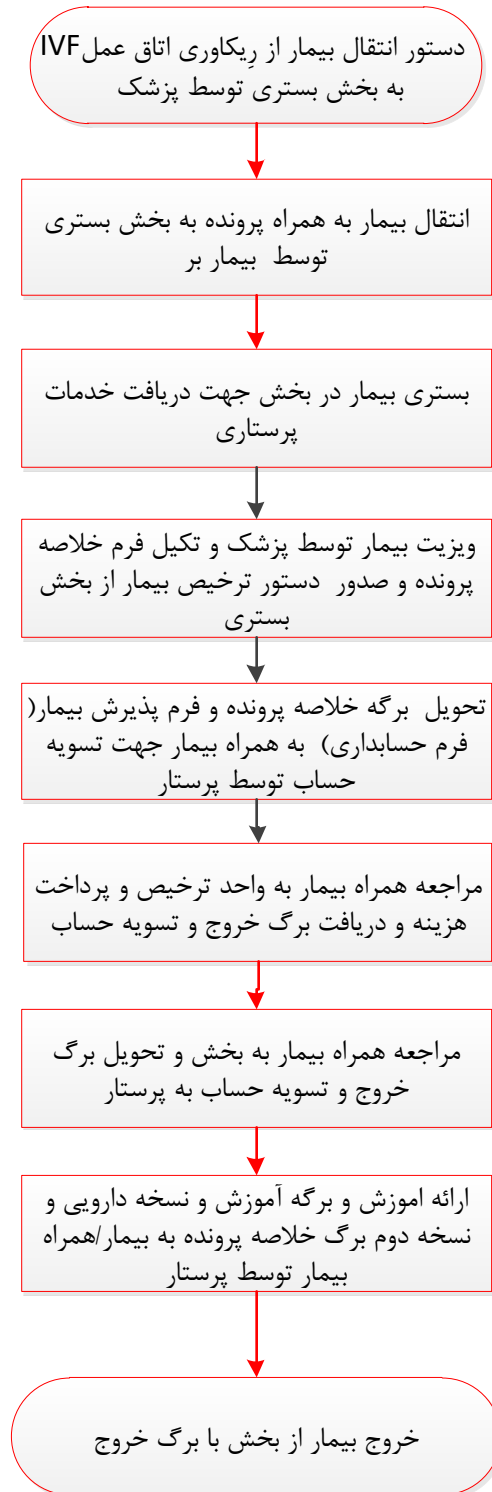 دستور انتقال بیمار از رِیکاوری اتاق عملIVF
به بخش بستری توسط پزشک
انتقال بیمار به همراه پرونده به بخش بستری
توسط بیمار بر
بستری بیمار در بخش جهت دریافت خدمات
پرستاری
ویزیت بیمار توسط پزشک و تکیل فرم خلاصه
پرونده و صدور دستور ترخیص بیمار از بخش
بستری
تحویل برگه خلاصه پرونده و فرم پذیرش بیمار(
فرم حسابداری) به همراه بیمار جهت تسویه
حساب توسط پرستار
مراجعه همراه بیمار به واحد ترخیص و پرداخت
هزینه و دریافت برگ خروج و تسویه حساب
مراجعه همراه بیمار به بخش و تحویل برگ
خروج و تسویه حساب به پرستار
ارائه اموزش و برگه آموزش و نسخه دارویی و
نسخه دوم برگ خلاصه پرونده به بیمار/همراه
بیمار توسط پرستار
خروج بیمار از بخش با برگ خروج